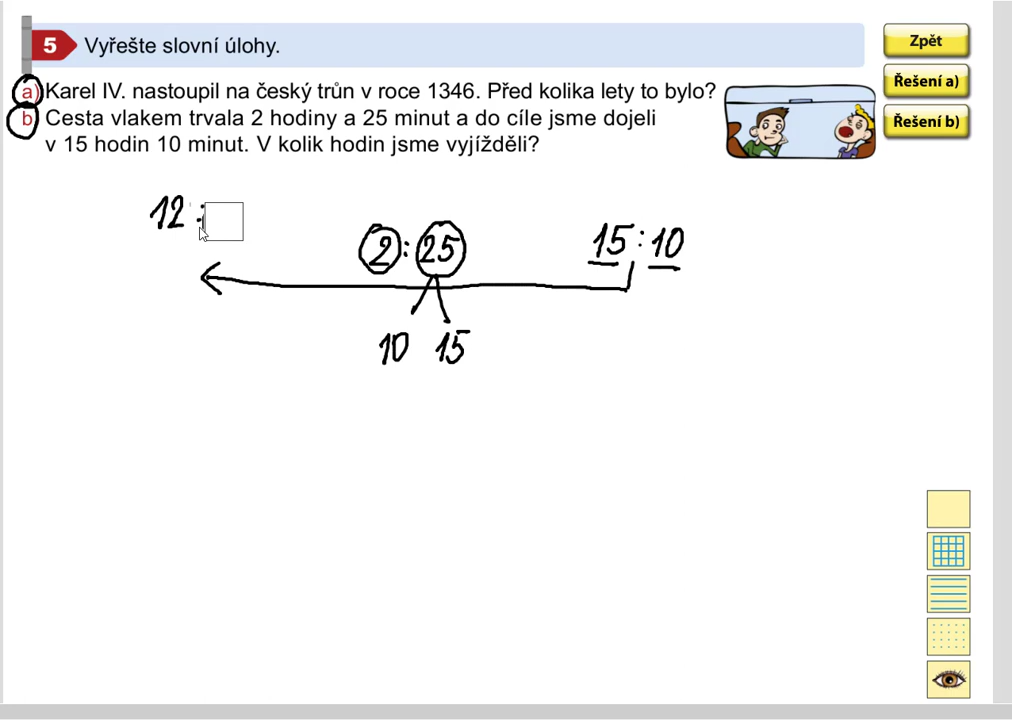 5 Vyřešte slovní úlohy.
a) Karel IV. nastoupil na český trůn v roce 1346. Před kolika lety to bylo?
b) Cesta vlakem trvala 2 hodiny a 25 minut a do cíle jsme dojeli
v 15 hodin 10 minut. V kolik hodin jsme vyjížděli?
Zpět
Řešení a)
Řešení b)
12 :
2 : 25
15 : 10
10 15